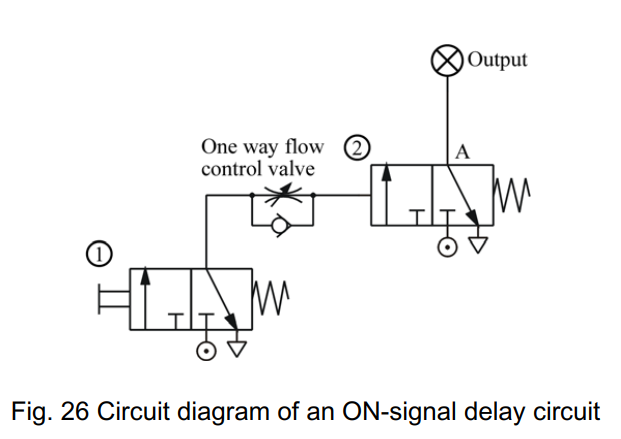 Output
One way flow
control valve
②
A
①
Fig. 26 Circuit diagram of an ON-signal delay circuit